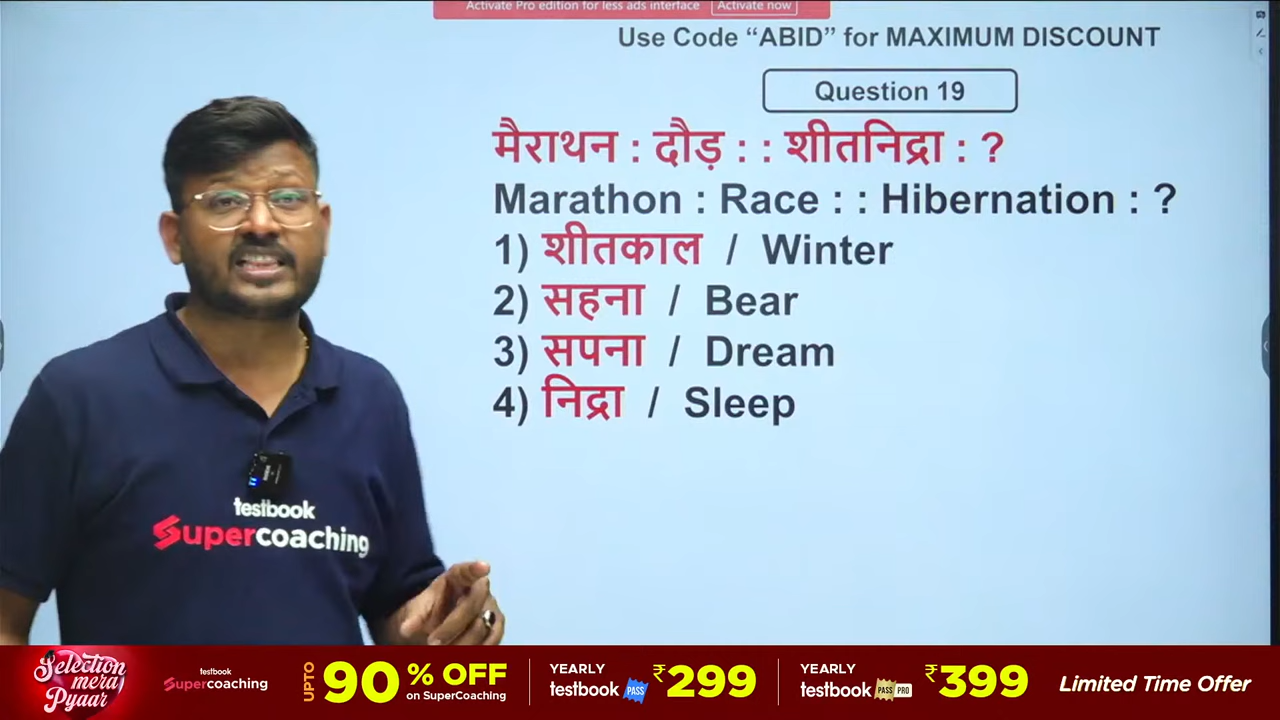 Activate Pro edition for less ads interface Activate now
Use Code “ABID” for MAXIMUM DISCOUNT
Question 19
मैराथन : दौड़ : : शीतनिद्रा : ?
Marathon : Race : : Hibernation : ?
1) शीतकाल / Winter
2) सहना / Bear
3) सपना / Dream
4) निद्रा / Sleep
testbook
Supercoaching
Selection
mera
Pyaar
testbook
Supercoaching
UPTO 90% OFF
on SuperCoaching
YEARLY
testbook PASS ₹299
YEARLY
testbook PASS PRO ₹399
Limited Time Offer